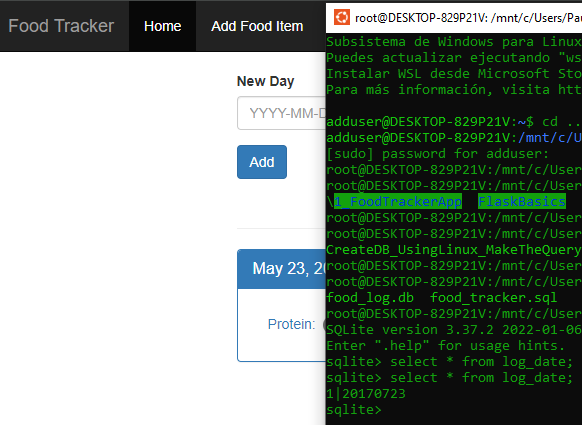 Food Tracker Home Add Food Item
New Day
YYYY-MM-D
Add
May 23, 20
Protein:
root@DESKTOP-829P21V: /mnt/c/Users/Pau
Subsistema de Windows para Linux
Puedes actualizar ejecutando "ws
Instalar WSL desde Microsoft Sto
Para más información, visita htt
adduser@DESKTOP-829P21V:~$ cd ..
adduser@DESKTOP-829P21V:/mnt/c/U
[sudo] password for adduser:
root@DESKTOP-829P21V:/mnt/c/User
root@DESKTOP-829P21V:/mnt/c/User
\1_FoodTrackerApp FlaskBasics
root@DESKTOP-829P21V:/mnt/c/User
root@DESKTOP-829P21V:/mnt/c/User
CreateDB_UsingLinux_MakeTheQuery
root@DESKTOP-829P21V:/mnt/c/User
root@DESKTOP-829P21V:/mnt/c/User
food_log.db food_tracker.sql
root@DESKTOP-829P21V:/mnt/c/User
SQLite version 3.37.2 2022-01-06
Enter ".help" for usage hints.
sqlite> select * from log_date;
sqlite> select * from log_date;
1|20170723
sqlite>